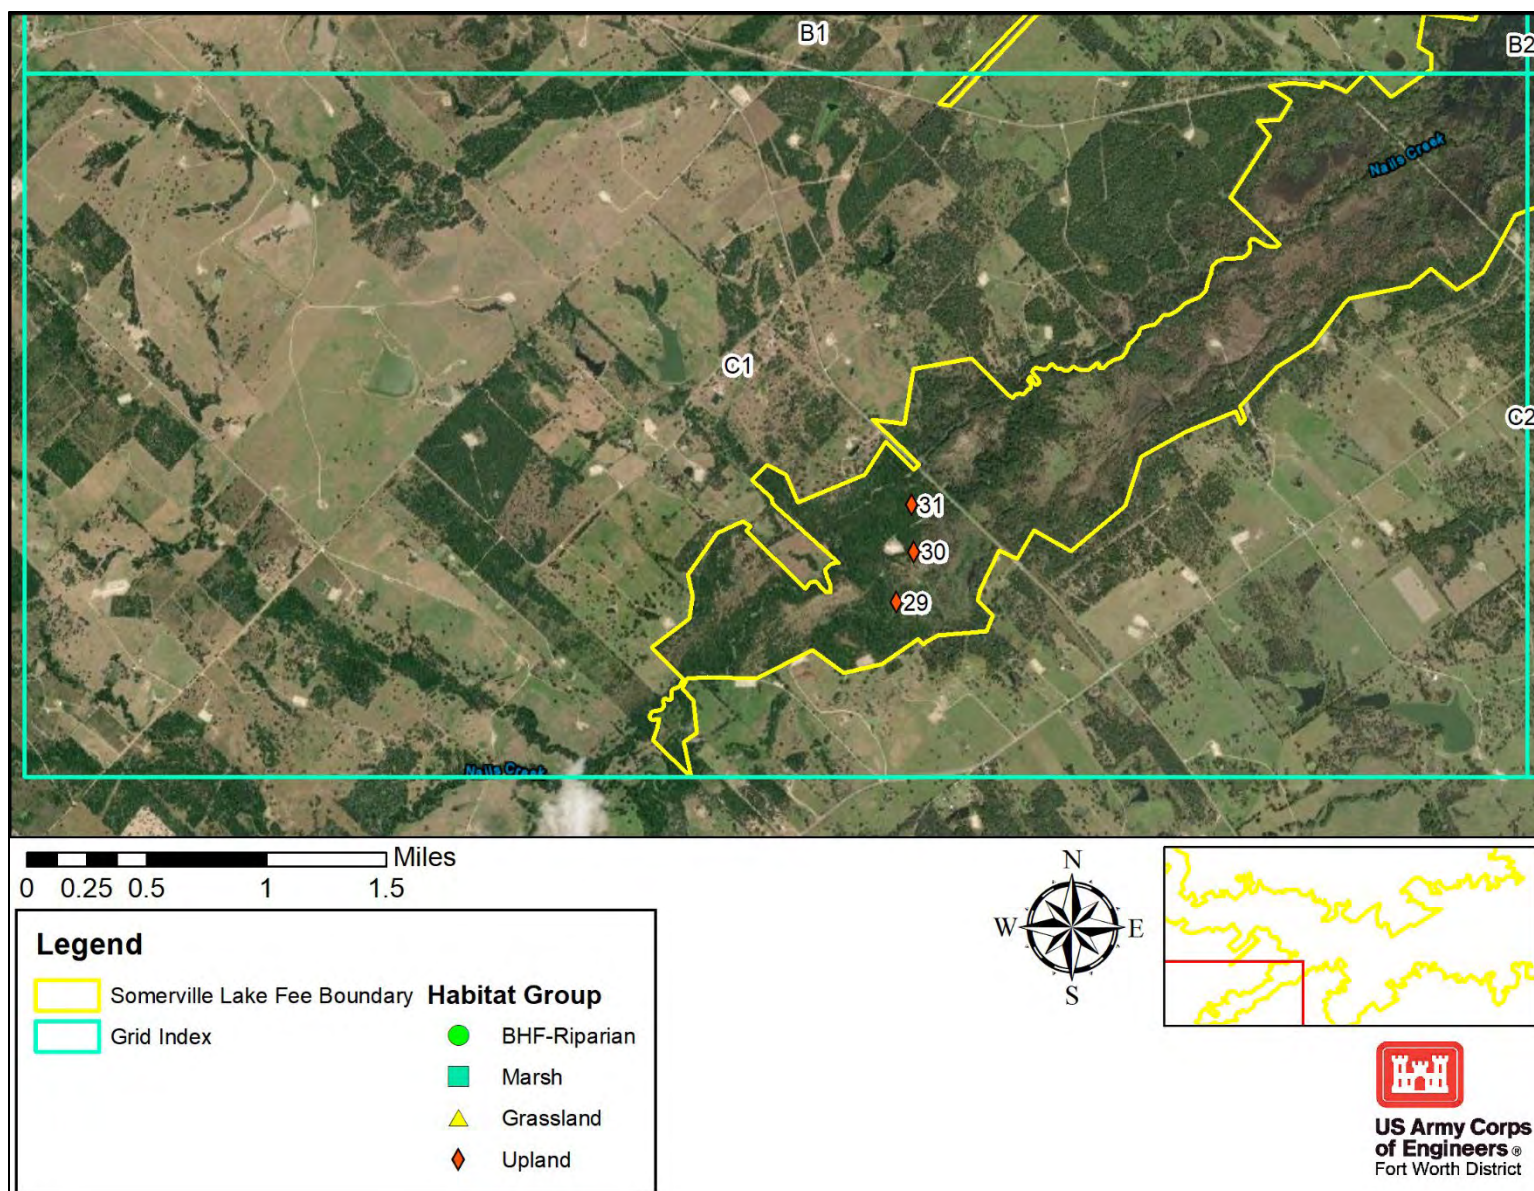 B1
B2
Nails Creek
C1
C2
31
30
29
Nails Creek
Miles
0 0.25 0.5 1 1.5
N
W E
S
Legend
Somerville Lake Fee Boundary
Grid Index
Habitat Group
BHF-Riparian
Marsh
Grassland
Upland
US Army Corps
of Engineers ®
Fort Worth District